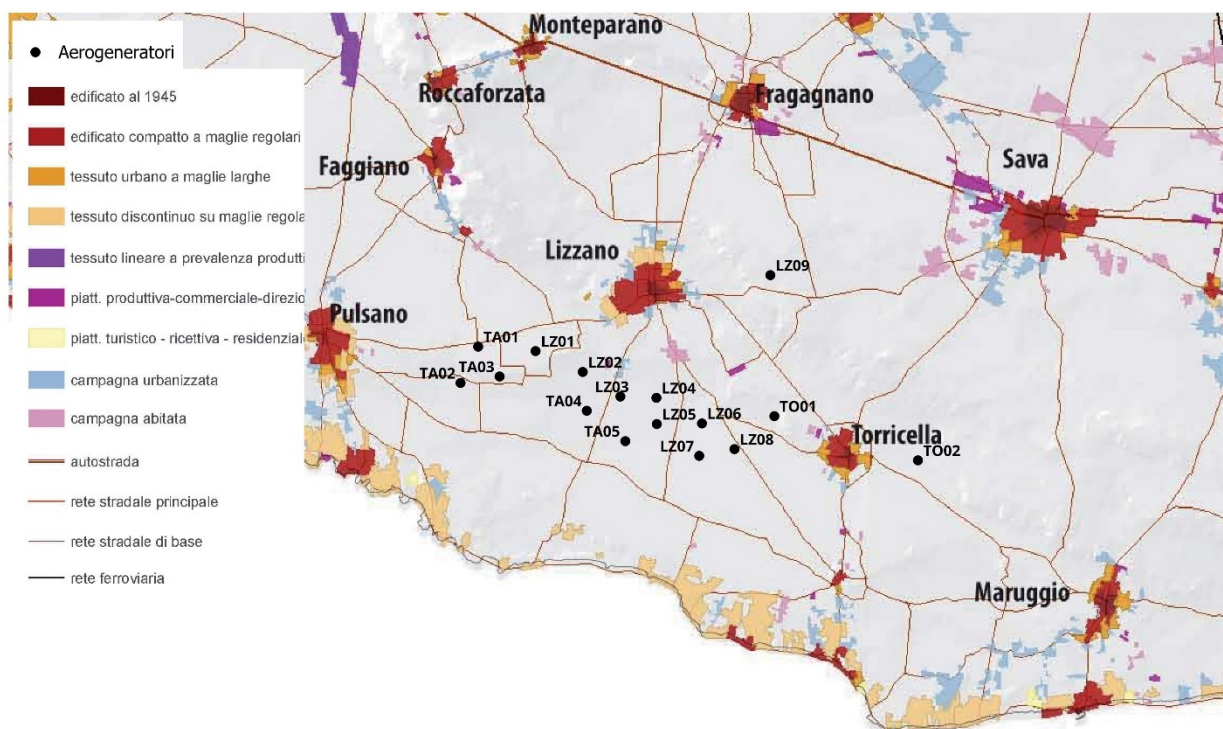 Aerogeneratori
edificato al 1945
edificato compatto a maglie regolari
tessuto urbano a maglie larghe
tessuto discontinuo su maglie regola
tessuto lineare a prevalenza produtti
piatt. produttiva-commerciale-direzio
piatt. turistico - ricettiva - residenziale
campagna urbanizzata
campagna abitata
autostrada
rete stradale principale
rete stradale di base
rete ferroviaria
Monteparano
Roccaforzata
Fragagnano
Faggiano
Sava
Lizzano
LZ09
Pulsano
TA01
LZ01
TA02
TA03
LZ02
LZ03
LZ04
TA04
LZ05
LZ06
TO01
TA05
LZ07
LZ08
Torricella
TO02
Maruggio